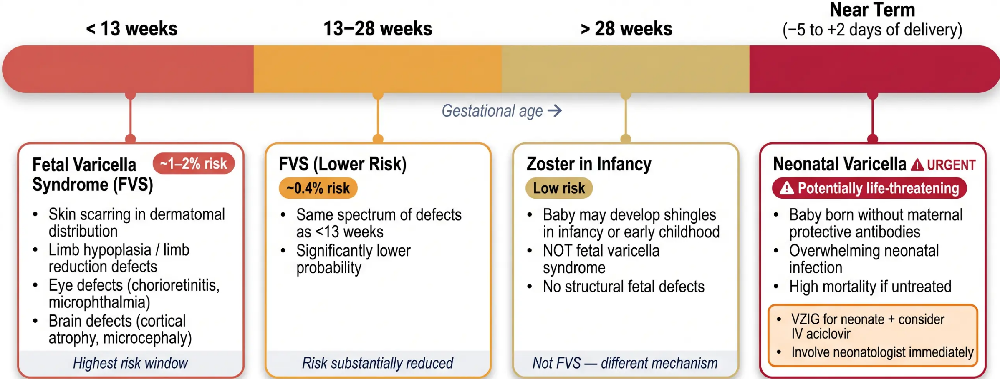 < 13 weeks
13–28 weeks
> 28 weeks
Near Term
(−5 to +2 days of delivery)
Gestational age →
Fetal Varicella
Syndrome (FVS)
~1–2% risk
• Skin scarring in dermatomal
distribution
• Limb hypoplasia / limb
reduction defects
• Eye defects (chorioretinitis,
microphthalmia)
• Brain defects (cortical
atrophy, microcephaly)
Highest risk window
FVS (Lower Risk)
~0.4% risk
• Same spectrum of defects
as <13 weeks
• Significantly lower
probability
Risk substantially reduced
Zoster in Infancy
Low risk
• Baby may develop shingles
in infancy or early childhood
• NOT fetal varicella
syndrome
• No structural fetal defects
Not FVS — different mechanism
Neonatal Varicella ⚠ URGENT
⚠ Potentially life-threatening
• Baby born without maternal
protective antibodies
• Overwhelming neonatal
infection
• High mortality if untreated
• VZIG for neonate + consider
IV aciclovir
• Involve neonatologist immediately